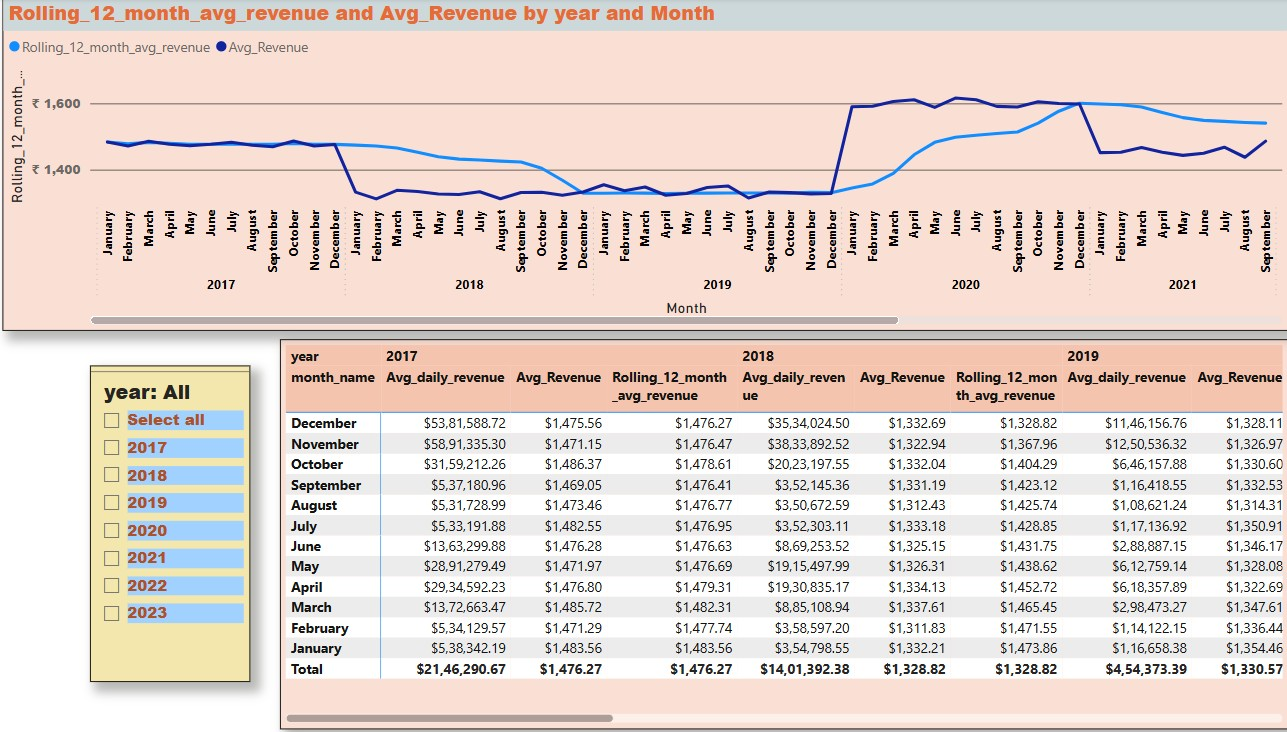 Rolling_12_month_avg_revenue and Avg_Revenue by year and Month
Rolling_12_month_avg_revenue Avg_Revenue
Rolling_12_month_...
₹ 1,600
₹ 1,400
January February March April May June July August September October November December January February March April May June July August September October November December January February March April May June July August September October November December January February March April May June July August September October November December January February March April May June July August September
2017 2018 2019 2020 2021
Month
year: All
Select all
2017
2018
2019
2020
2021
2022
2023
year 2017 2018 2019
month_name Avg_daily_revenue Avg_Revenue Rolling_12_month Avg_daily_reven Avg_Revenue Rolling_12_mon Avg_daily_revenue Avg_Revenue
_avg_revenue ue th_avg_revenue
December $53,81,588.72 $1,475.56 $1,476.27 $35,34,024.50 $1,332.69 $1,328.82 $11,46,156.76 $1,328.11
November $58,91,335.30 $1,471.15 $1,476.47 $38,33,892.52 $1,322.94 $1,367.96 $12,50,536.32 $1,326.97
October $31,59,212.26 $1,486.37 $1,478.61 $20,23,197.55 $1,332.04 $1,404.29 $6,46,157.88 $1,330.60
September $5,37,180.96 $1,469.05 $1,476.41 $3,52,145.36 $1,331.19 $1,423.12 $1,16,418.55 $1,332.53
August $5,31,728.99 $1,473.46 $1,476.77 $3,50,672.59 $1,312.43 $1,425.74 $1,08,621.24 $1,314.31
July $5,33,191.88 $1,482.55 $1,476.95 $3,52,303.11 $1,333.18 $1,428.85 $1,17,136.92 $1,350.91
June $13,63,299.88 $1,476.28 $1,476.63 $8,69,253.52 $1,325.15 $1,431.75 $2,88,887.15 $1,346.17
May $28,91,279.49 $1,471.97 $1,476.69 $19,15,497.99 $1,326.31 $1,438.62 $6,12,759.14 $1,328.08
April $29,34,592.23 $1,476.80 $1,479.31 $19,30,835.17 $1,334.13 $1,452.72 $6,18,357.89 $1,322.69
March $13,72,663.47 $1,485.72 $1,482.31 $8,85,108.94 $1,337.61 $1,465.45 $2,98,473.27 $1,347.61
February $5,34,129.57 $1,471.29 $1,477.74 $3,58,597.20 $1,311.83 $1,471.55 $1,14,122.15 $1,336.44
January $5,38,342.19 $1,483.56 $1,483.56 $3,54,798.55 $1,332.21 $1,473.86 $1,16,658.38 $1,354.46
Total $21,46,290.67 $1,476.27 $1,476.27 $14,01,392.38 $1,328.82 $1,328.82 $4,54,373.39 $1,330.57